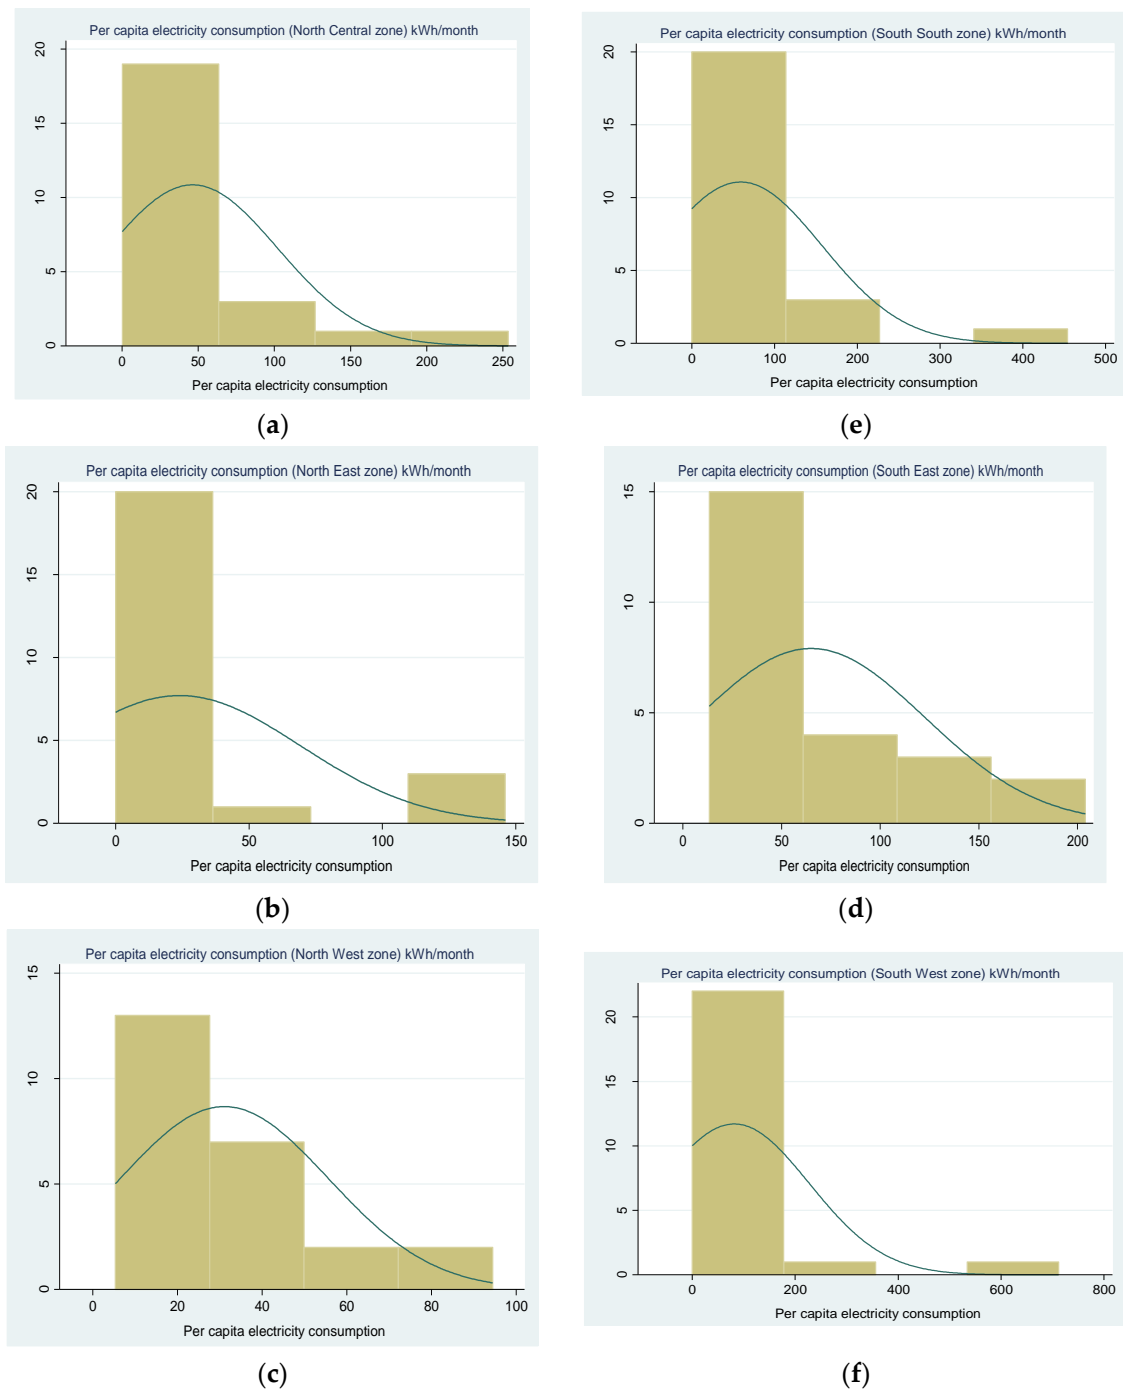 Per capita electricity consumption (North Central zone) kWh/month
20
15
10
5
0
0 50 100 150 200 250
Per capita electricity consumption
(a)
Per capita electricity consumption (South South zone) kWh/month
20
15
10
5
0
0 100 200 300 400 500
Per capita electricity consumption
(e)
Per capita electricity consumption (North East zone) kWh/month
20
15
10
5
0
0 50 100 150
Per capita electricity consumption
(b)
Per capita electricity consumption (South East zone) kWh/month
15
10
5
0
0 50 100 150 200
Per capita electricity consumption
(d)
Per capita electricity consumption (North West zone) kWh/month
15
10
5
0
0 20 40 60 80 100
Per capita electricity consumption
(c)
Per capita electricity consumption (South West zone) kWh/month
20
15
10
5
0
0 200 400 600 800
Per capita electricity consumption
(f)